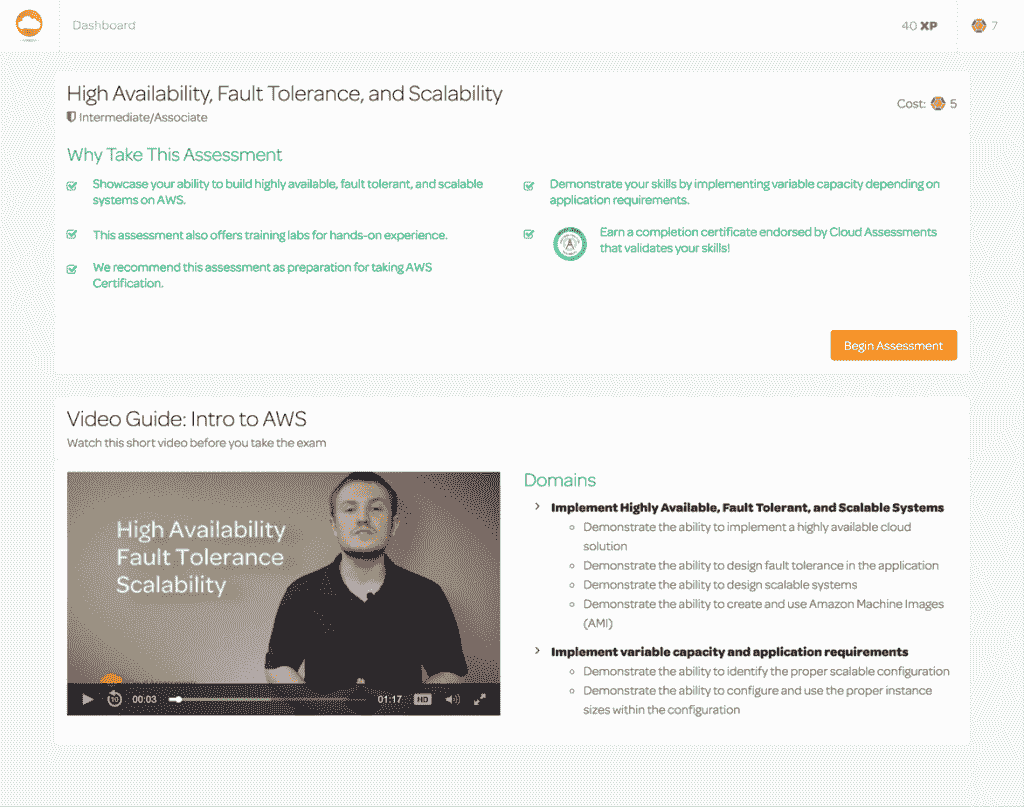 Dashboard
40 XP
7
High Availability, Fault Tolerance, and Scalability
Intermediate/Associate
Cost: 5
Why Take This Assessment
Showcase your ability to build highly available, fault tolerant, and scalable
systems on AWS.
This assessment also offers training labs for hands-on experience.
We recommend this assessment as preparation for taking AWS
Certification.
Demonstrate your skills by implementing variable capacity depending on
application requirements.
Earn a completion certificate endorsed by Cloud Assessments
that validates your skills!
Begin Assessment
Video Guide: Intro to AWS
Watch this short video before you take the exam
High Availability
Fault Tolerance
Scalability
10
00:03
01:17
HD
Domains
Implement Highly Available, Fault Tolerant, and Scalable Systems
Demonstrate the ability to implement a highly available cloud
solution
Demonstrate the ability to design fault tolerance in the application
Demonstrate the ability to design scalable systems
Demonstrate the ability to create and use Amazon Machine Images
(AMI)
Implement variable capacity and application requirements
Demonstrate the ability to identify the proper scalable configuration
Demonstrate the ability to configure and use the proper instance
sizes within the configuration